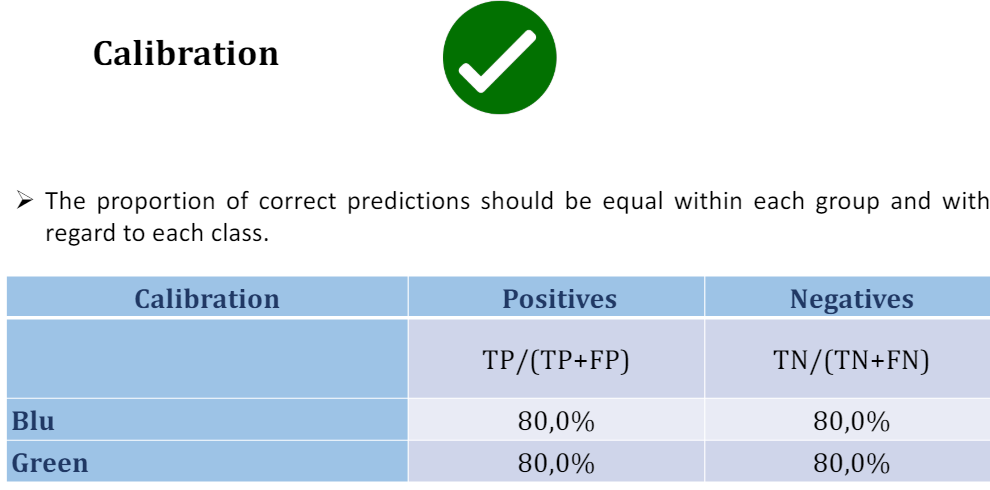 Calibration
The proportion of correct predictions should be equal within each group and with
regard to each class.
Calibration Positives Negatives
TP/(TP+FP) TN/(TN+FN)
Blu 80,0% 80,0%
Green 80,0% 80,0%